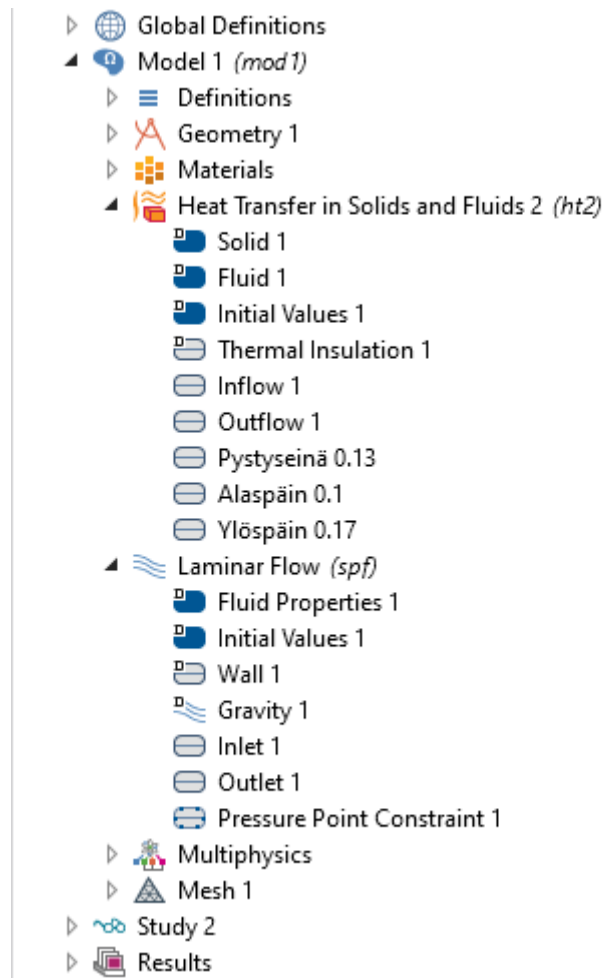 Global Definitions
Model 1 (mod1)
Definitions
Geometry 1
Materials
Heat Transfer in Solids and Fluids 2 (ht2)
Solid 1
Fluid 1
Initial Values 1
Thermal Insulation 1
Inflow 1
Outflow 1
Pystyseinä 0.13
Alaspäin 0.1
Ylöspäin 0.17
Laminar Flow (spf)
Fluid Properties 1
Initial Values 1
Wall 1
Gravity 1
Inlet 1
Outlet 1
Pressure Point Constraint 1
Multiphysics
Mesh 1
Study 2
Results